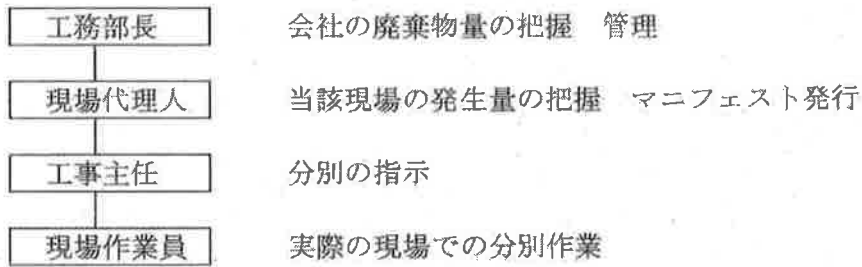 工務部長 会社の廃棄物量の把握 管理
現場代理人 当該現場の発生量の把握 マニフェスト発行
工事主任 分別の指示
現場作業員 実際の現場での分別作業